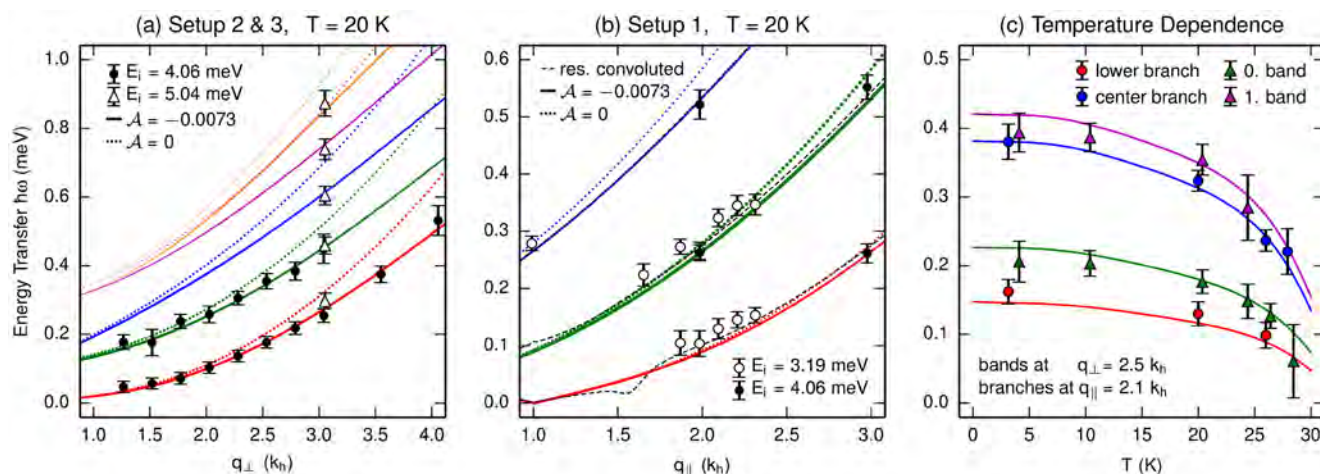 (a) Setup 2 & 3, T = 20 K
Energy Transfer ħω (meV)
1.0
0.8
0.6
0.4
0.2
0.0
E_i = 4.06 meV
E_i = 5.04 meV
𝒜 = −0.0073
𝒜 = 0
1.0 1.5 2.0 2.5 3.0 3.5 4.0
q_⊥ (k_h)
(b) Setup 1, T = 20 K
0.6
0.5
0.4
0.3
0.2
0.1
0.0
res. convoluted
𝒜 = −0.0073
𝒜 = 0
E_i = 3.19 meV
E_i = 4.06 meV
1.0 1.5 2.0 2.5 3.0
q_|| (k_h)
(c) Temperature Dependence
0.5
0.4
0.3
0.2
0.1
0.0
lower branch
center branch
0. band
1. band
bands at q_⊥ = 2.5 k_h
branches at q_|| = 2.1 k_h
0 5 10 15 20 25 30
T (K)